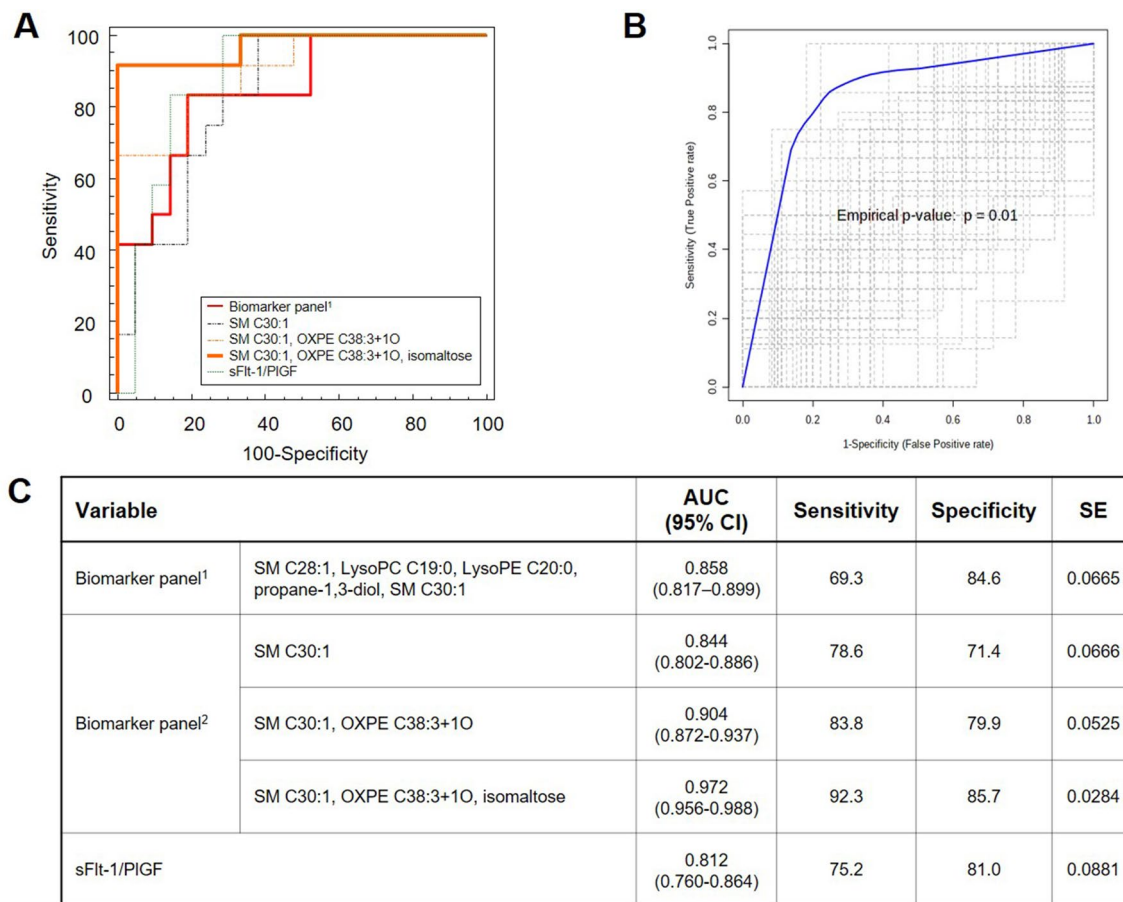 A
100
80
60
40
20
0
Sensitivity
Biomarker panel¹
SM C30:1
SM C30:1, OXPE C38:3+1O
SM C30:1, OXPE C38:3+1O, isomaltose
sFlt-1/PlGF
0 20 40 60 80 100
100-Specificity
B
1.0
0.8
0.6
0.4
0.2
0.0
Sensitivity (True Positive rate)
Empirical p-value: p = 0.01
0.0 0.2 0.4 0.6 0.8 1.0
1-Specificity (False Positive rate)
C
Variable AUC Sensitivity Specificity SE
(95% CI)
Biomarker panel¹ SM C28:1, LysoPC C19:0, LysoPE C20:0, 0.858 69.3 84.6 0.0665
propane-1,3-diol, SM C30:1 (0.817–0.899)
Biomarker panel²
SM C30:1 0.844 78.6 71.4 0.0666
(0.802-0.886)
SM C30:1, OXPE C38:3+1O 0.904 83.8 79.9 0.0525
(0.872-0.937)
SM C30:1, OXPE C38:3+1O, isomaltose 0.972 92.3 85.7 0.0284
(0.956-0.988)
sFlt-1/PlGF 0.812 75.2 81.0 0.0881
(0.760-0.864)